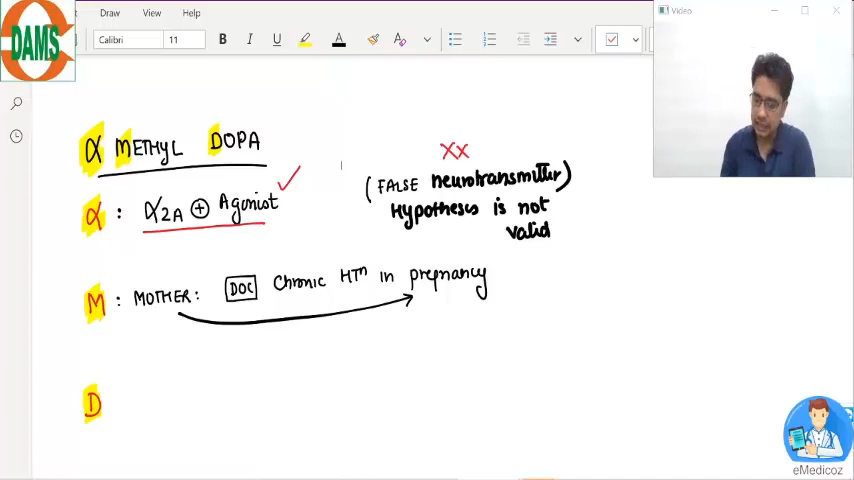 Draw View Help
DAMS
Calibri 11 B I U A
Video
α METHYL DOPA
α : α2A ⊕ Agonist
XX
(FALSE neurotransmitter)
Hypothesis is not
valid
M : MOTHER: DOC Chronic HTn in pregnancy
D
eMedicoz